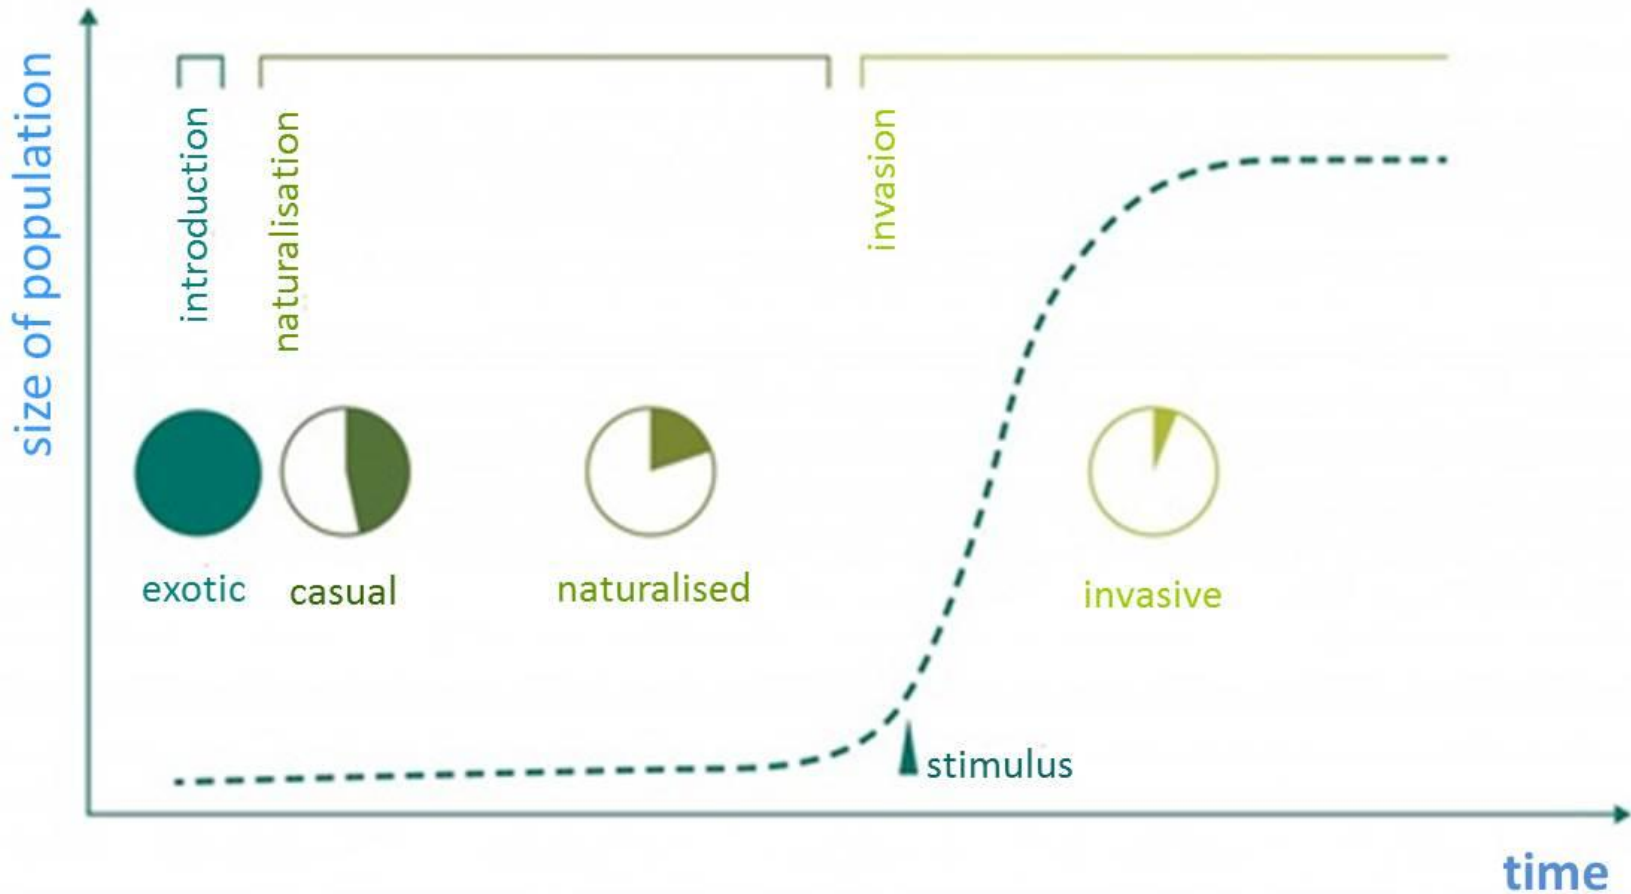 size of population
introduction
naturalisation
invasion
exotic
casual
naturalised
invasive
stimulus
time